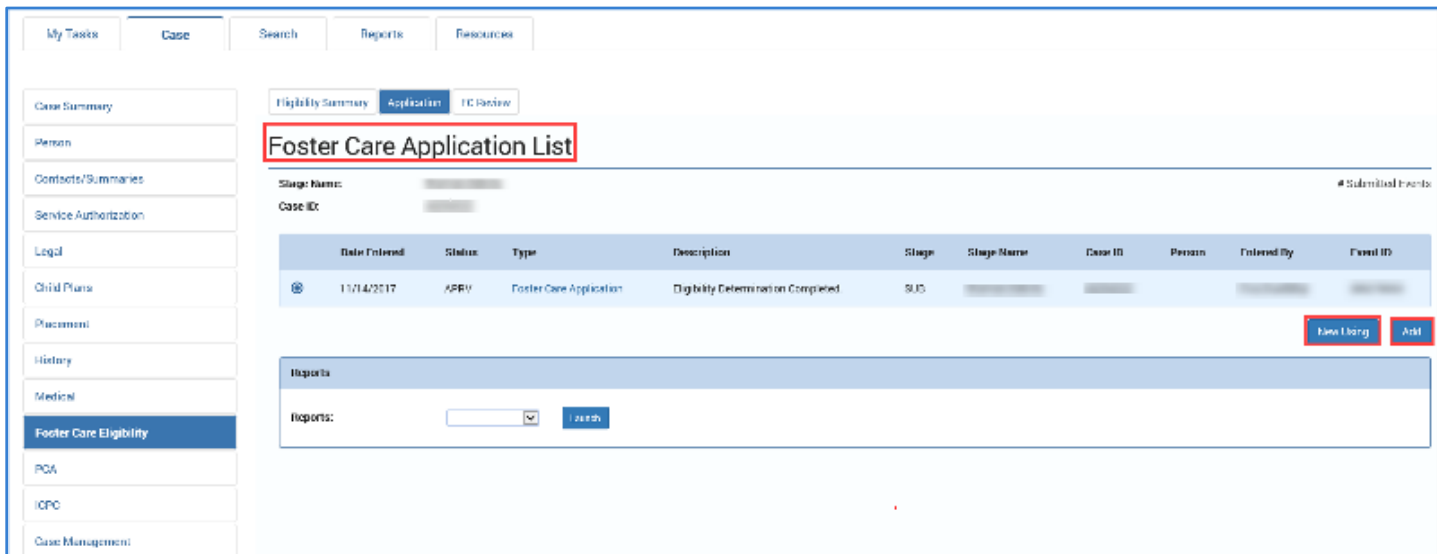 My Tasks Case Search Reports Resources
Case Summary
Person
Contacts/Summaries
Service Authorization
Legal
Child Plans
Placement
History
Medical
Foster Care Eligibility
PCA
ICPC
Case Management
Eligibility Summary Application FC Review
Foster Care Application List
Stage Name:
Case ID:
# Submitted Events
Date Entered Status Type Description Stage Stage Name Case ID Person Entered By Event ID
11/14/2017 APRV Foster Care Application Eligibility Determination Completed SUB
New Using Add
Reports
Reports: Launch